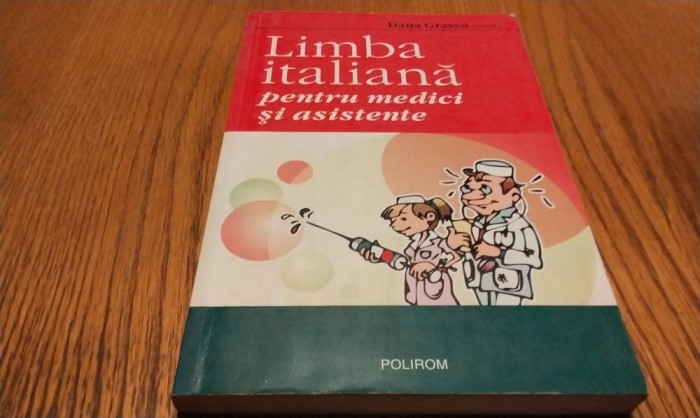 Dana Grasso
Limba
italiană
pentru medici
și asistente
POLIROM